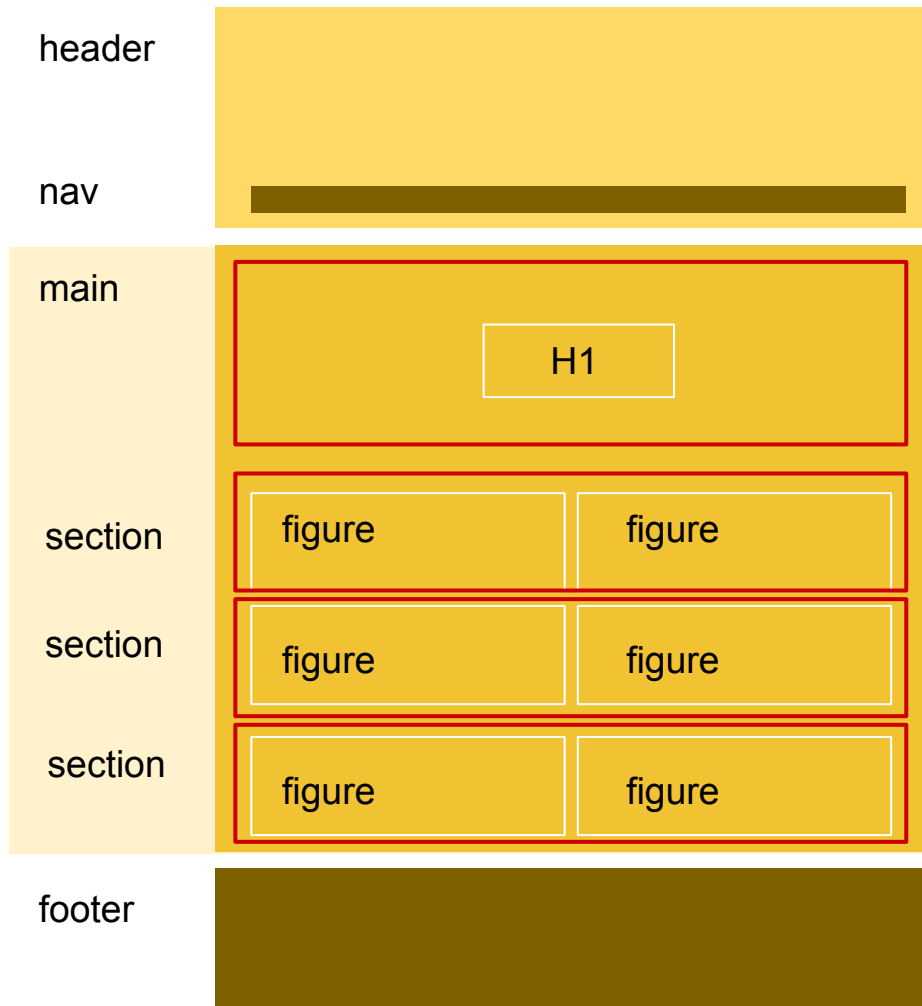 header
nav
main
H1
section
figure figure
section
figure figure
section
figure figure
footer